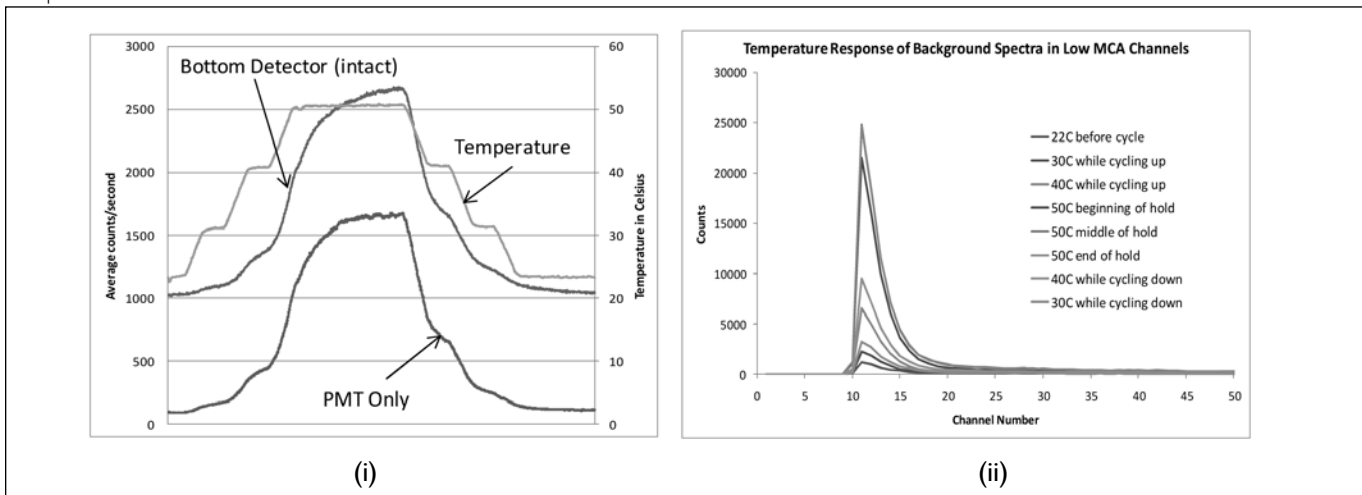 3000
2500
2000
1500
1000
500
0
Average counts/second
60
50
40
30
20
10
0
Temperature in Celsius
Bottom Detector (intact)
Temperature
PMT Only
(i)
Temperature Response of Background Spectra in Low MCA Channels
30000
25000
20000
15000
10000
5000
0
Counts
0 5 10 15 20 25 30 35 40 45 50
Channel Number
22C before cycle
30C while cycling up
40C while cycling up
50C beginning of hold
50C middle of hold
50C end of hold
40C while cycling down
30C while cycling down
(ii)